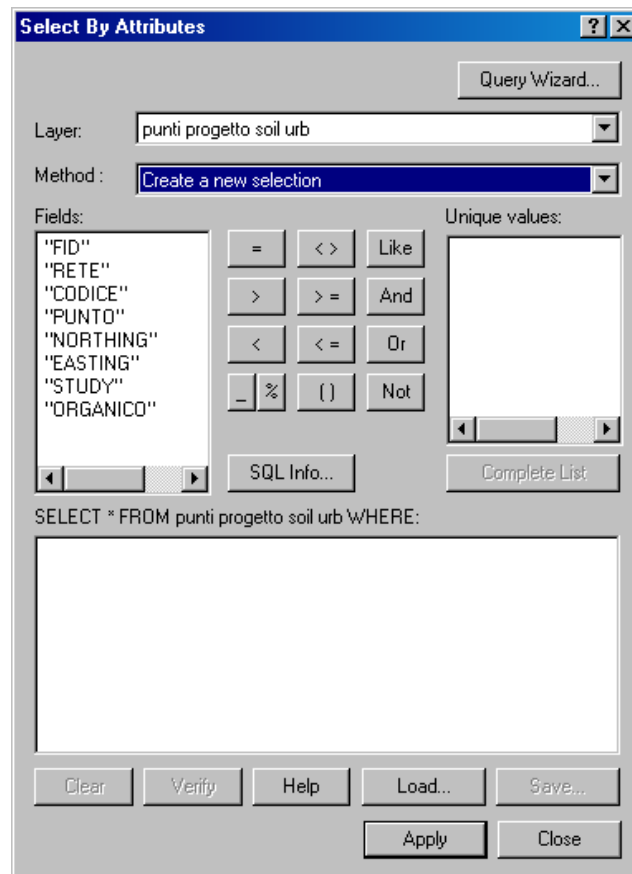 Select By Attributes
Query Wizard...
Layer:
punti progetto soil urb
Method :
Create a new selection
Fields:
Unique values:
"FID"
"RETE"
"CODICE"
"PUNTO"
"NORTHING"
"EASTING"
"STUDY"
"ORGANICO"
= < > Like
> > = And
< < = Or
_ % ( ) Not
SQL Info...
Complete List
SELECT * FROM punti progetto soil urb WHERE:
Clear Verify Help Load... Save...
Apply Close